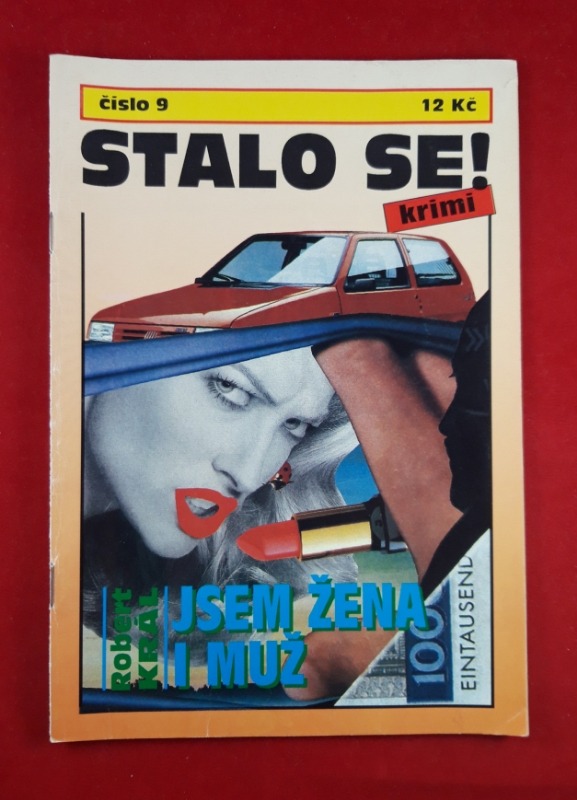 číslo 9
12 Kč
STALO SE!
krimi
Robert
KRÁL
JSEM ŽENA
I MUŽ
100
EINTAUSEND